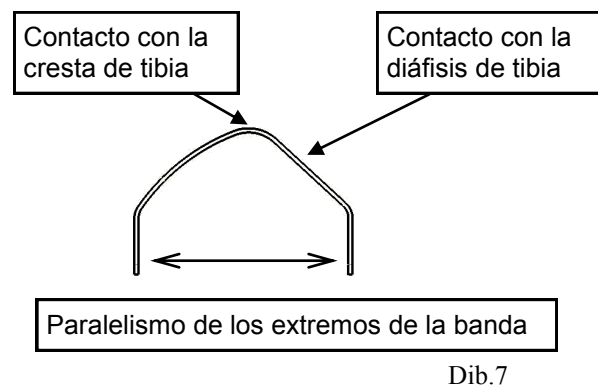 Contacto con la
cresta de tibia
Contacto con la
diáfisis de tibia
Paralelismo de los extremos de la banda
Dib.7